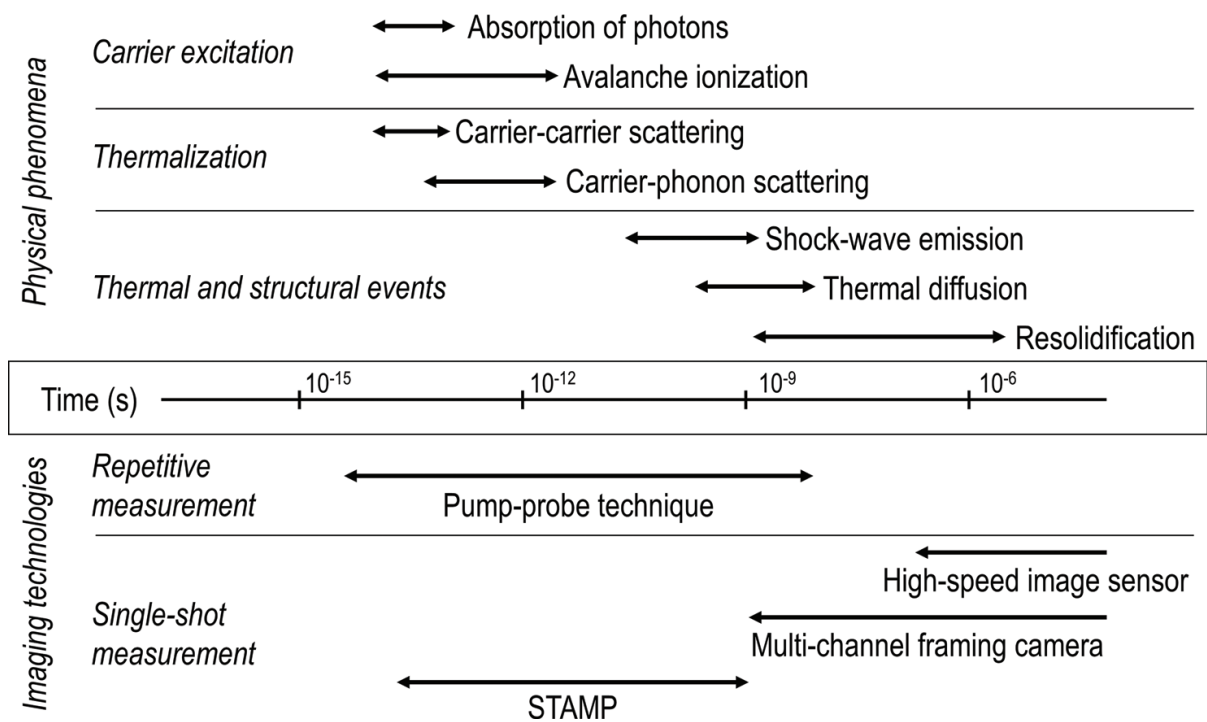 Physical phenomena
Carrier excitation
Absorption of photons
Avalanche ionization
Thermalization
Carrier-carrier scattering
Carrier-phonon scattering
Thermal and structural events
Shock-wave emission
Thermal diffusion
Resolidification
Time (s)
10⁻¹⁵
10⁻¹²
10⁻⁹
10⁻⁶
Imaging technologies
Repetitive
measurement
Pump-probe technique
Single-shot
measurement
High-speed image sensor
Multi-channel framing camera
STAMP